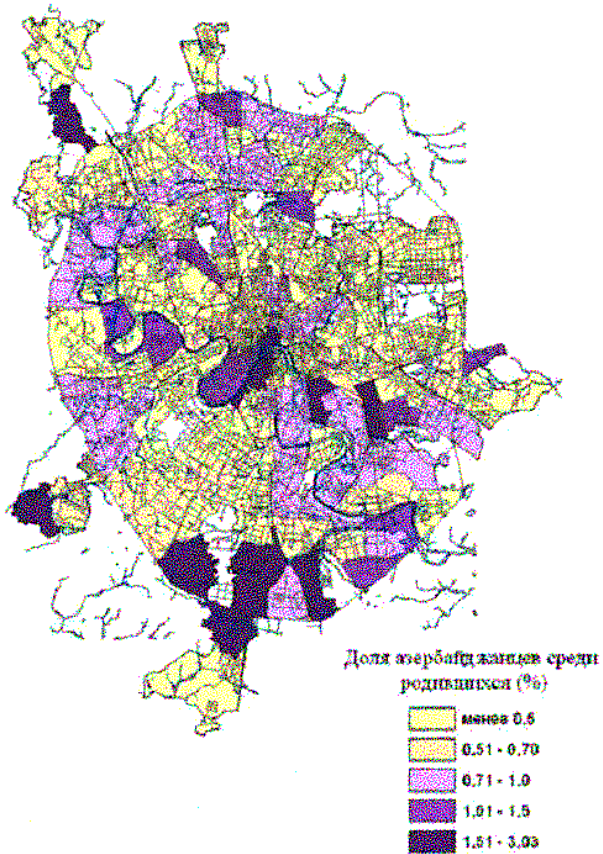 Доля азербайджанцев среди
родившихся (%)
менее 0,5
0,51 - 0,70
0,71 - 1,0
1,01 - 1,5
1,51 - 3,03